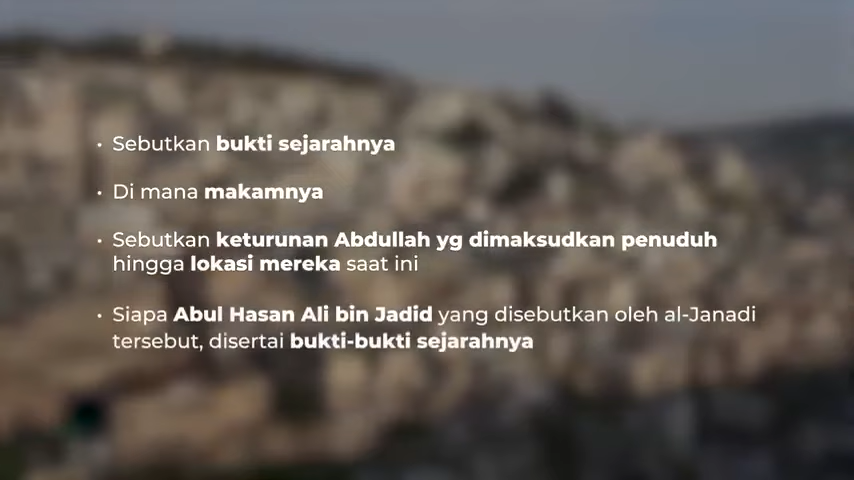 • Sebutkan bukti sejarahnya
• Di mana makamnya
• Sebutkan keturunan Abdullah yg dimaksudkan penuduh
hingga lokasi mereka saat ini
• Siapa Abul Hasan Ali bin Jadid yang disebutkan oleh al-Janadi
tersebut, disertai bukti-bukti sejarahnya